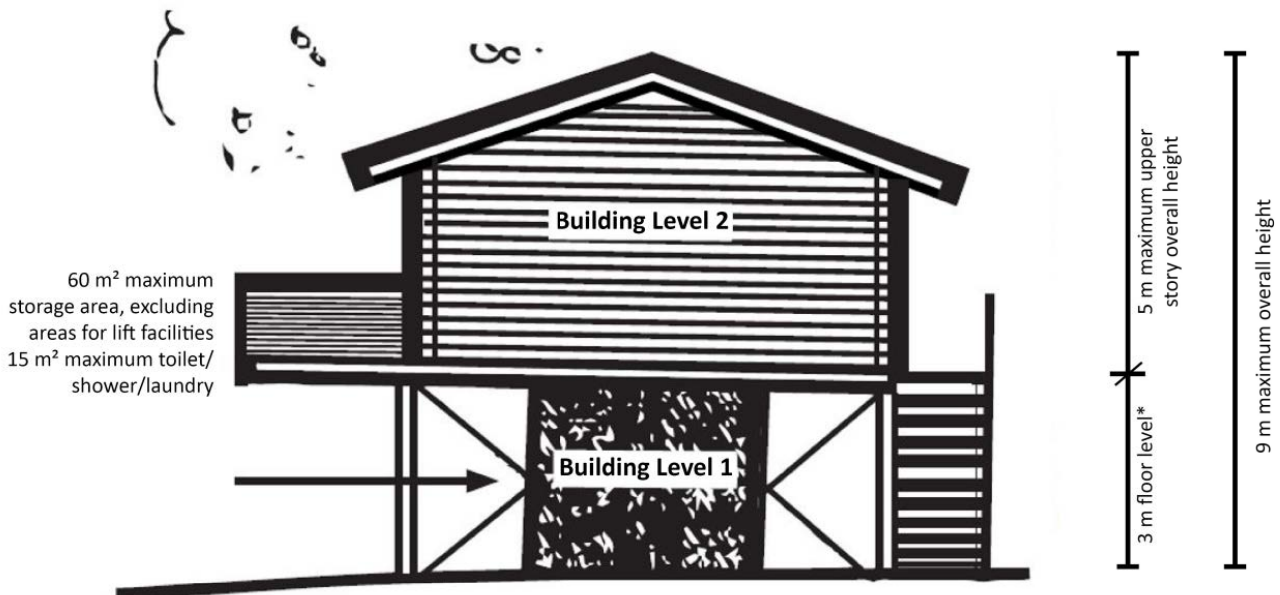 Building Level 2
60 m² maximum
storage area, excluding
areas for lift facilities
15 m² maximum toilet/
shower/laundry
Building Level 1
5 m maximum upper
story overall height
3 m floor level*
9 m maximum overall height